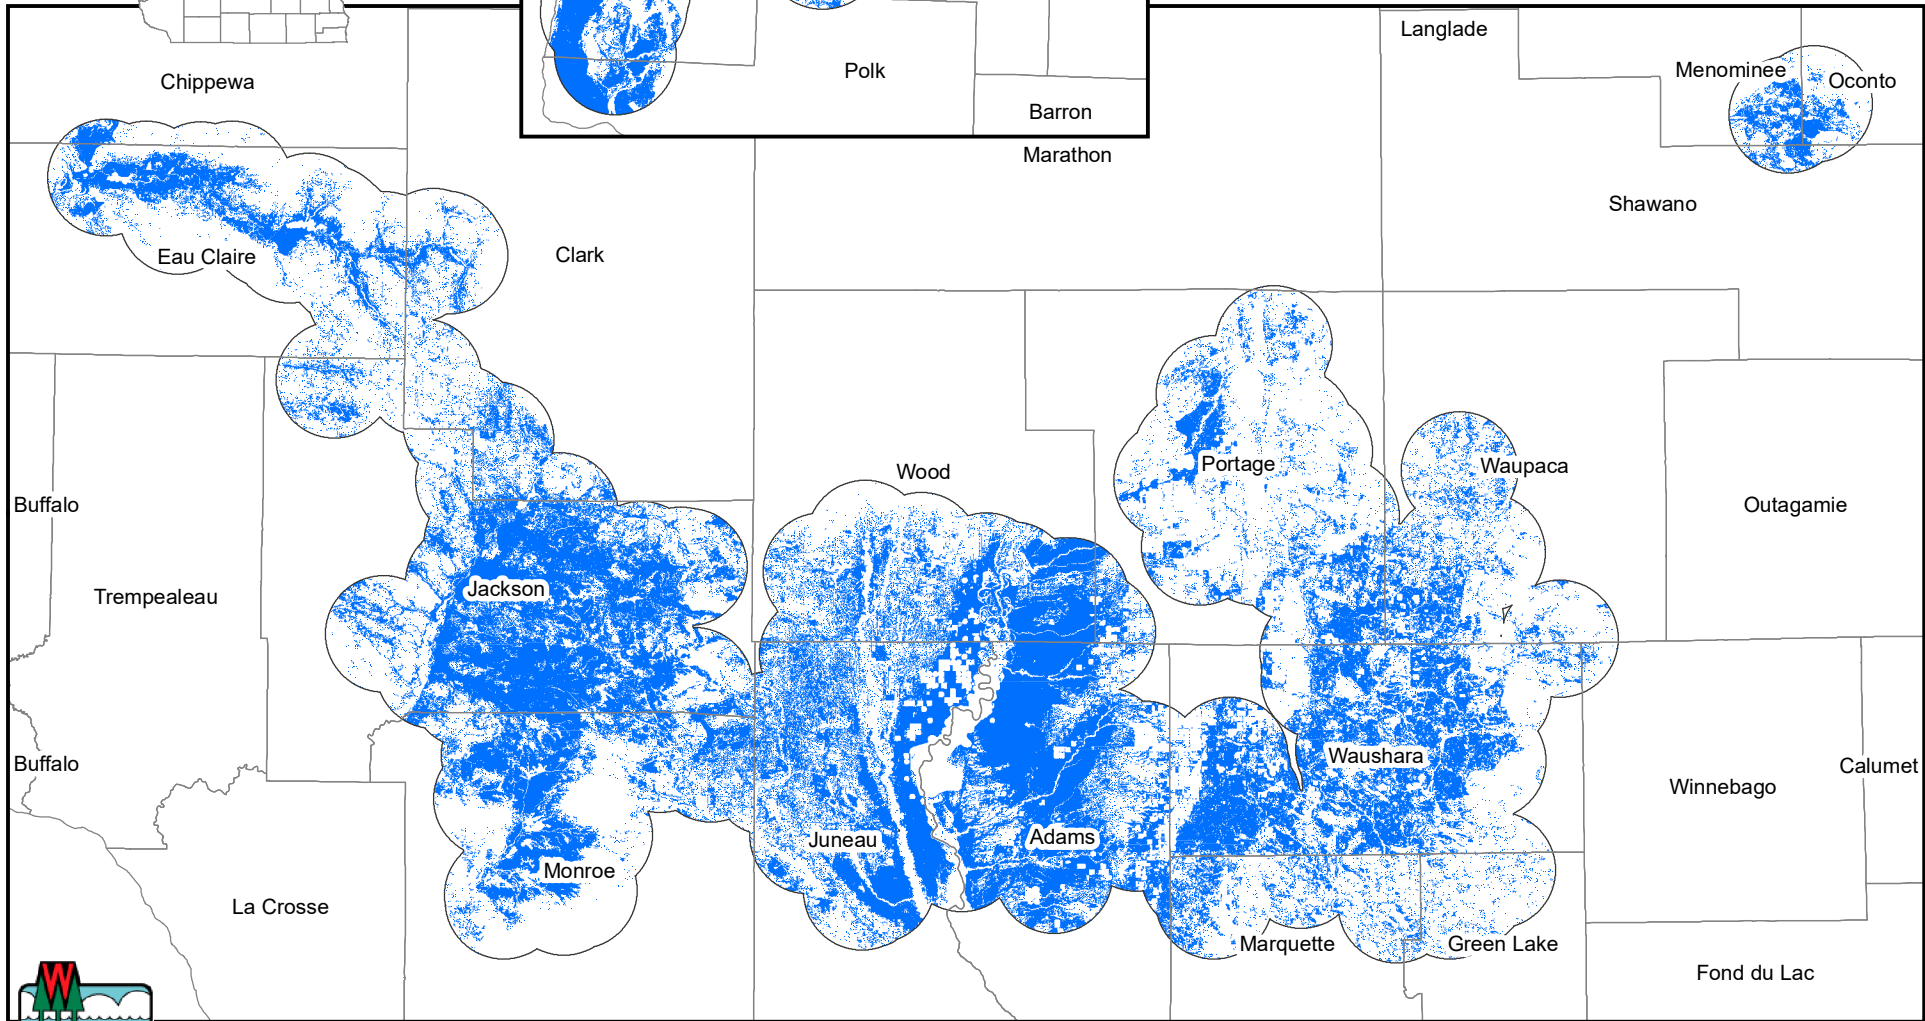 Langlade
Chippewa
Polk
Menominee
Oconto
Barron
Marathon
Shawano
Clark
Eau Claire
Wood
Portage
Waupaca
Buffalo
Outagamie
Jackson
Trempealeau
Waushara
Buffalo
Calumet
Winnebago
Juneau
Adams
Monroe
La Crosse
Marquette
Green Lake
Fond du Lac
W